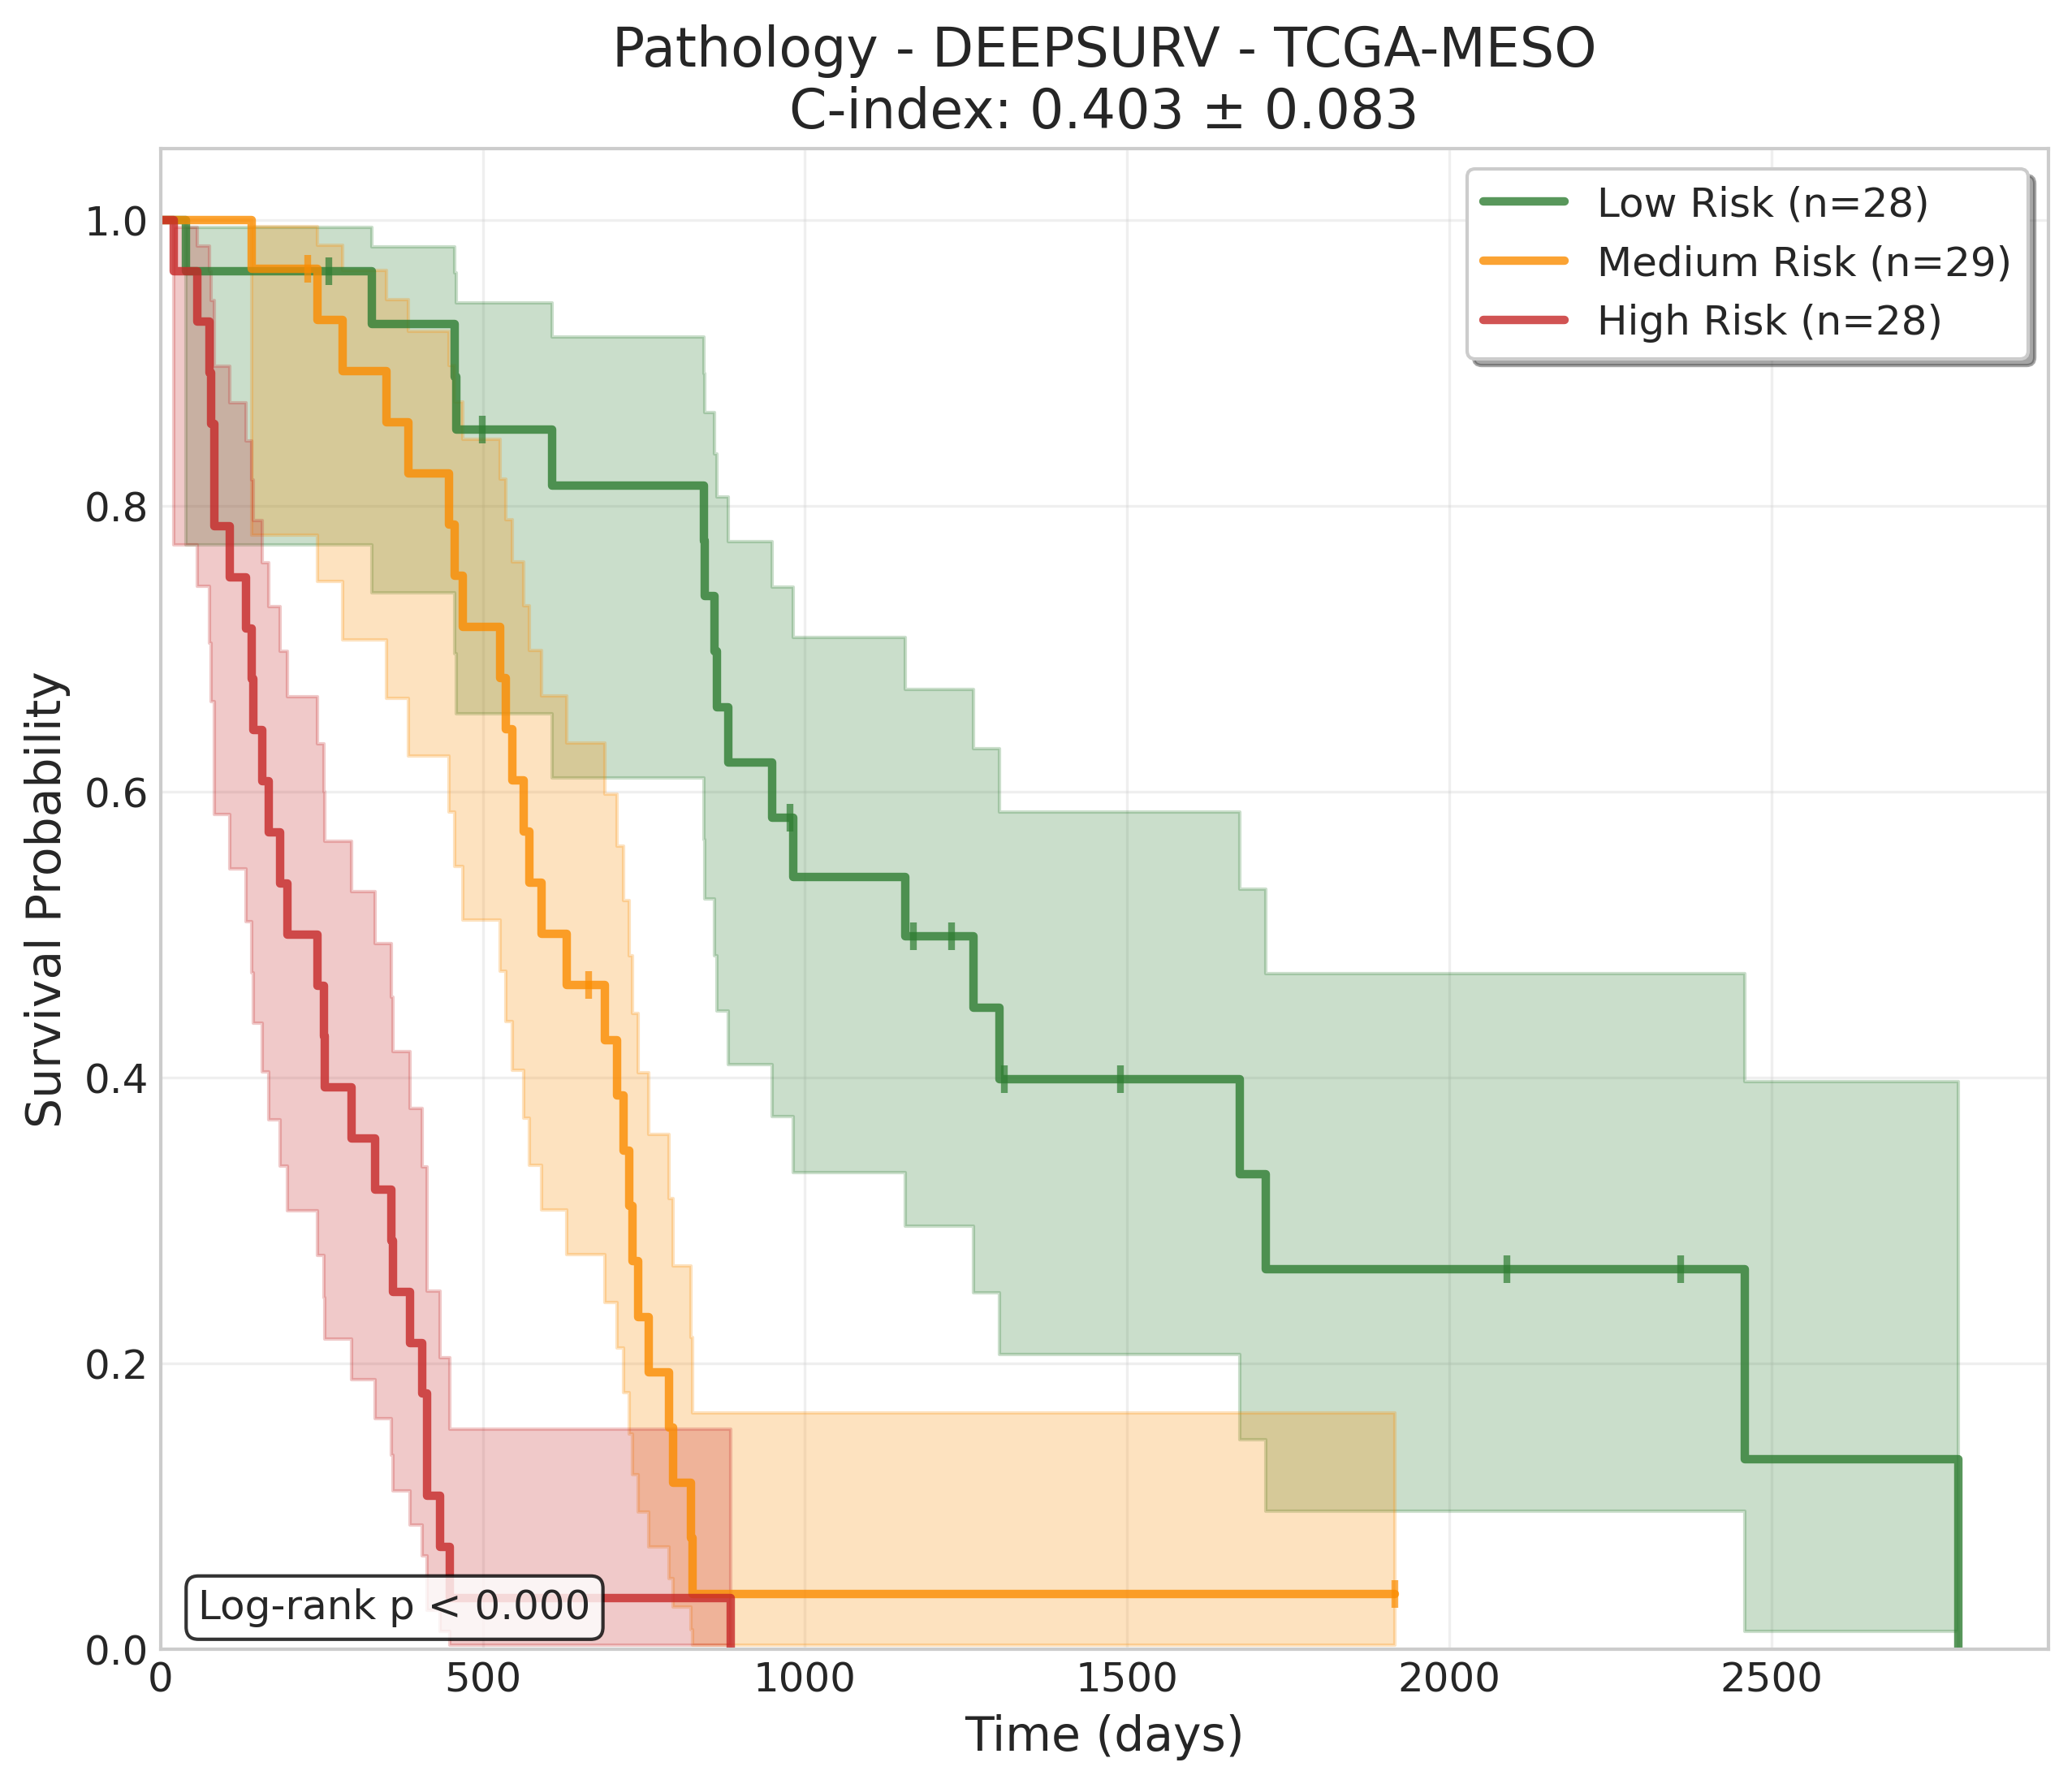 Pathology - DEEPSURV - TCGA-MESO
C-index: 0.403 ± 0.083
Low Risk (n=28)
Medium Risk (n=29)
High Risk (n=28)
Survival Probability
1.0
0.8
0.6
0.4
0.2
0.0
Log-rank p < 0.000
0 500 1000 1500 2000 2500
Time (days)